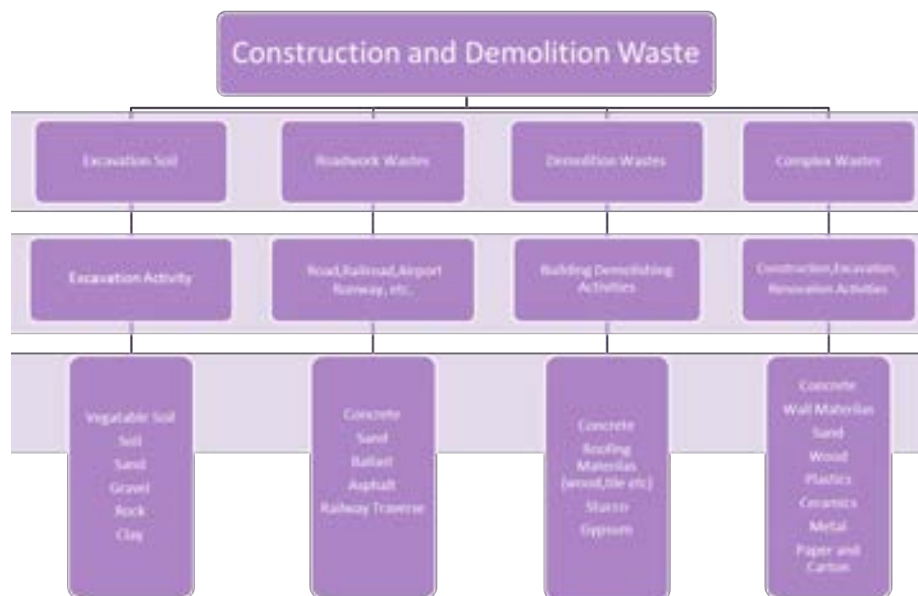 Construction and Demolition Waste
Excavation Soil
Roadwork Wastes
Demolition Wastes
Complex Wastes
Excavation Activity
Road,Railroad,Airport
Runway, etc.
Building Demolishing
Activities
Construction,Excavation,
Renovation Activities
Vegatable Soil
Soil
Sand
Gravel
Rock
Clay
Concrete
Sand
Ballast
Asphalt
Railway Traverse
Concrete
Roofing
Materilas
(wood,tile etc)
Stucco
Gypsum
Concrete
Wall Materilas
Sand
Wood
Plastics
Ceramics
Metal
Paper and
Carton